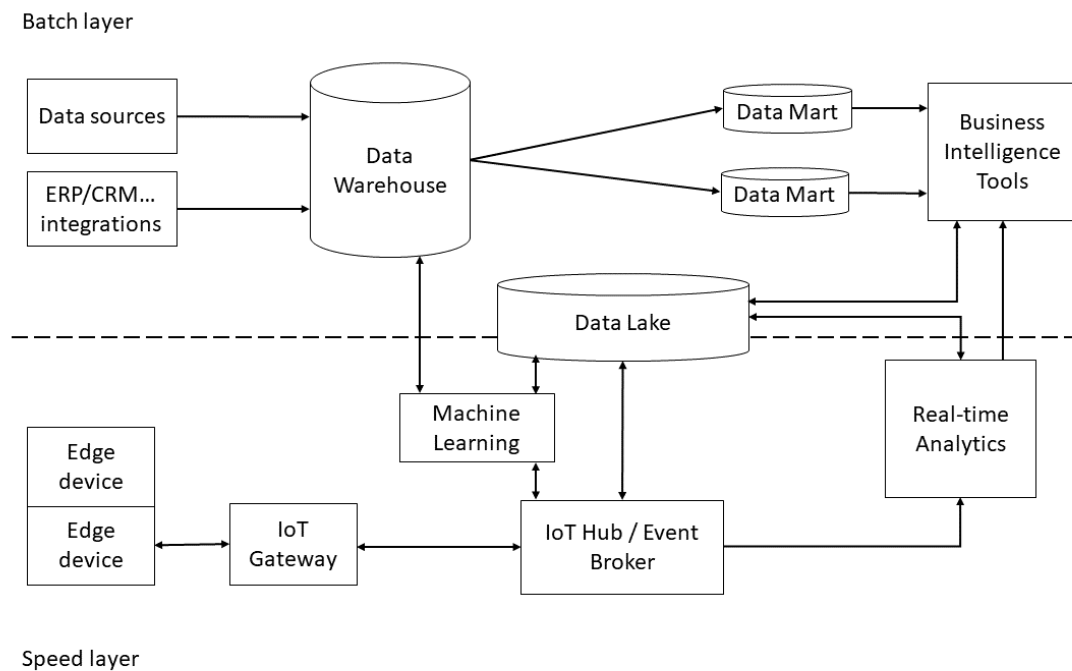 Batch layer
Data sources
ERP/CRM...
integrations
Data
Warehouse
Data Mart
Data Mart
Business
Intelligence
Tools
Data Lake
Machine
Learning
Real-time
Analytics
Edge
device
Edge
device
IoT
Gateway
IoT Hub / Event
Broker
Speed layer